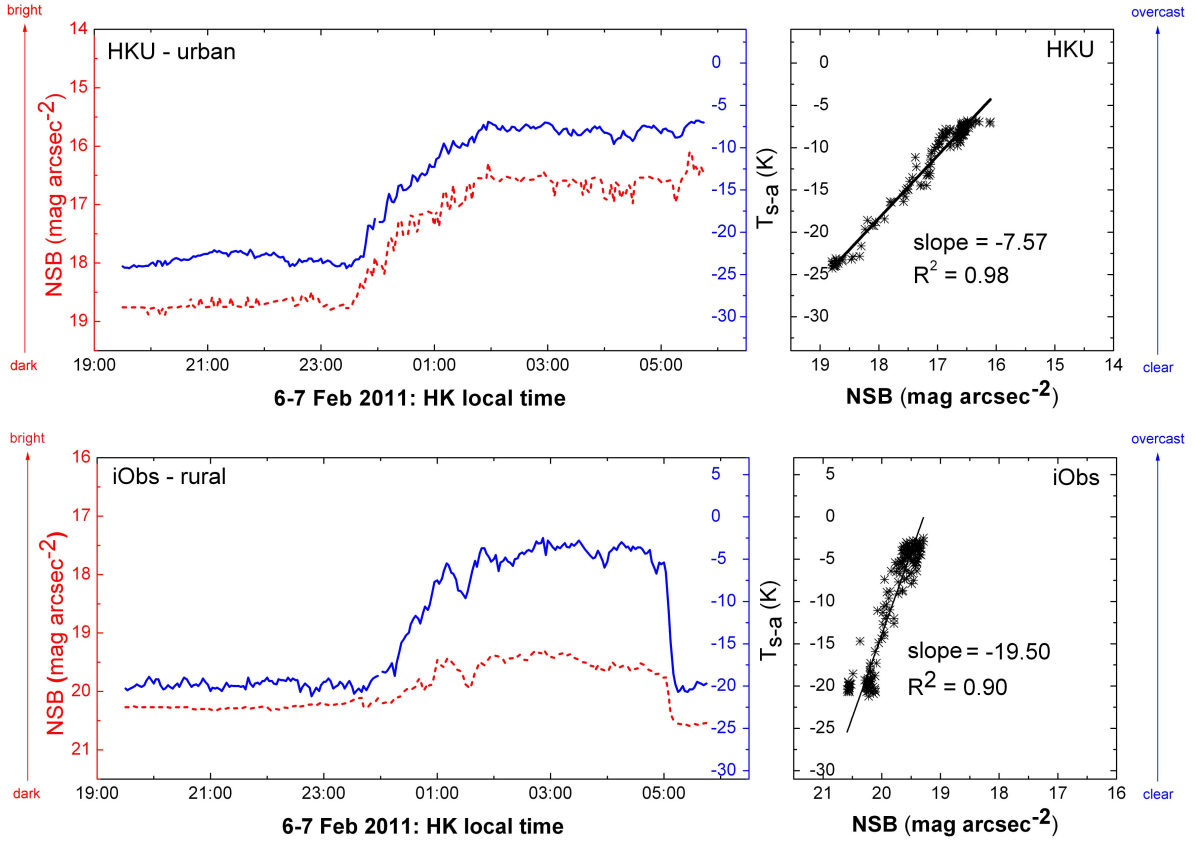 bright
HKU - urban
14
15
16
17
18
19
NSB (mag arcsec⁻²)
dark
0
-5
-10
-15
-20
-25
-30
19:00
21:00
23:00
01:00
03:00
05:00
6-7 Feb 2011: HK local time
overcast
HKU
0
-5
-10
-15
-20
-25
-30
Ts-a (K)
slope = -7.57
R² = 0.98
clear
19
18
17
16
15
14
NSB (mag arcsec⁻²)
bright
iObs - rural
16
17
18
19
20
21
NSB (mag arcsec⁻²)
dark
5
0
-5
-10
-15
-20
-25
-30
19:00
21:00
23:00
01:00
03:00
05:00
6-7 Feb 2011: HK local time
overcast
iObs
5
0
-5
-10
-15
-20
-25
-30
Ts-a (K)
slope = -19.50
R² = 0.90
clear
21
20
19
18
17
16
NSB (mag arcsec⁻²)